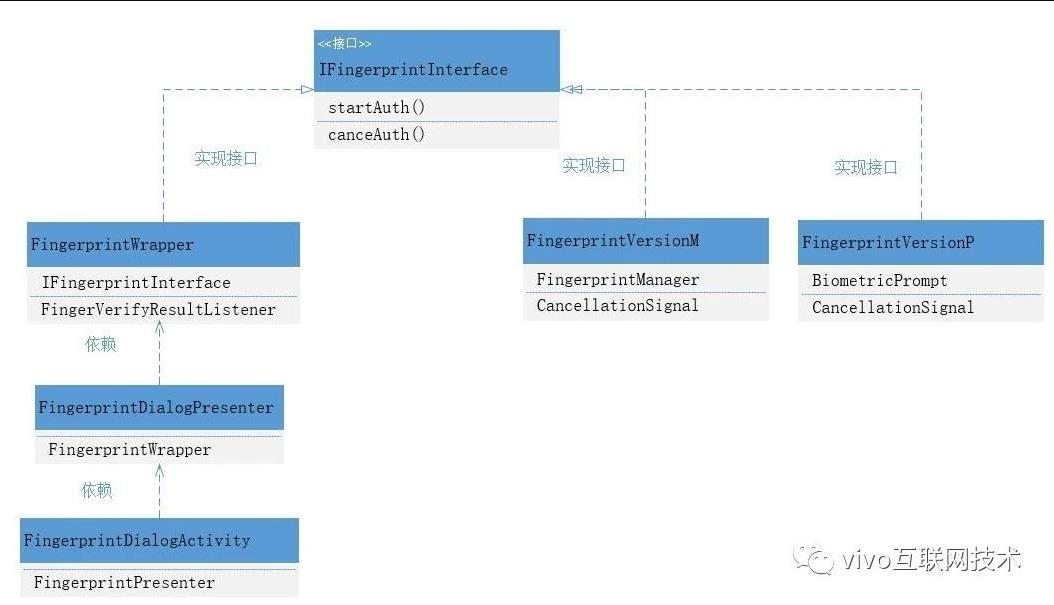 <<接口>>
IFingerprintInterface
startAuth()
canceAuth()
实现接口
实现接口
实现接口
FingerprintWrapper
IFingerprintInterface
FingerVerifyResultListener
FingerprintVersionM
FingerprintManager
CancellationSignal
FingerprintVersionP
BiometricPrompt
CancellationSignal
依赖
FingerprintDialogPresenter
FingerprintWrapper
依赖
FingerprintDialogActivity
FingerprintPresenter
vivo互联网技术